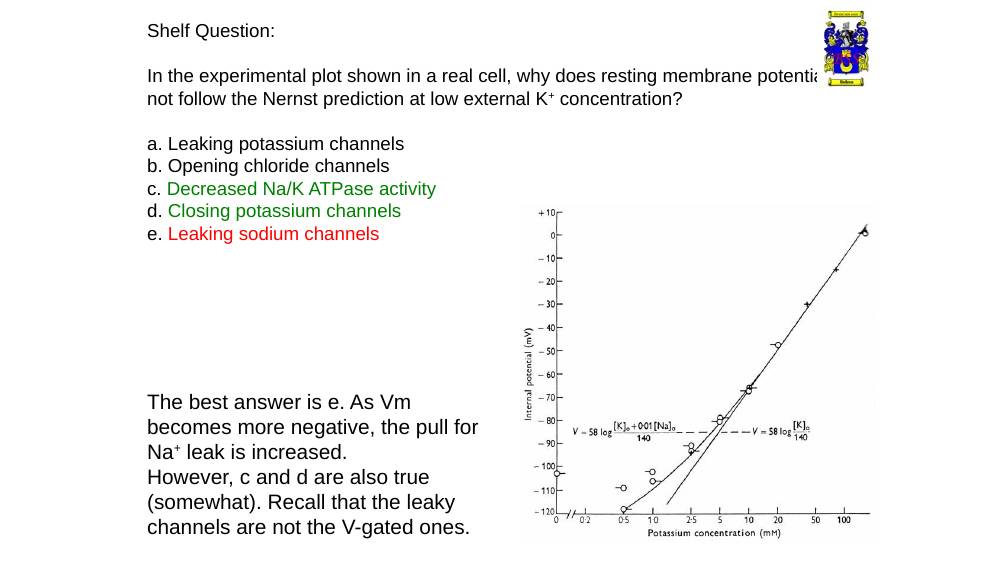 Shelf Question:
In the experimental plot shown in a real cell, why does resting membrane potentia
not follow the Nernst prediction at low external K⁺ concentration?
a. Leaking potassium channels
b. Opening chloride channels
c. Decreased Na/K ATPase activity
d. Closing potassium channels
e. Leaking sodium channels
The best answer is e. As Vm
becomes more negative, the pull for
Na⁺ leak is increased.
However, c and d are also true
(somewhat). Recall that the leaky
channels are not the V-gated ones.
Internal potential (mV)
+10
0
-10
-20
-30
-40
-50
-60
-70
-80
-90
-100
-110
-120
V = 58 log [K]ₒ+0·01[Na]ₒ / 140
V = 58 log [K]ₒ / 140
0 0·2 0·5 1·0 2·5 5 10 20 50 100
Potassium concentration (mM)